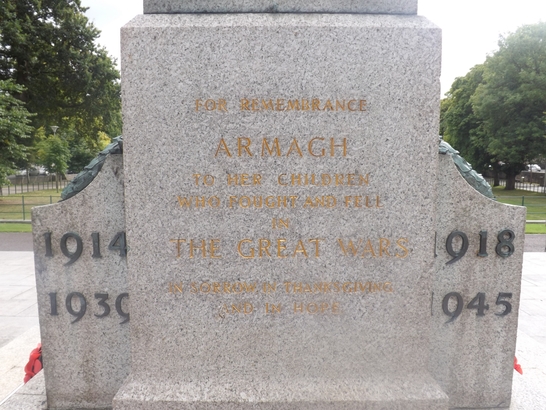 FOR REMEMBRANCE
ARMAGH
TO HER CHILDREN
WHO FOUGHT AND FELL
IN
THE GREAT WARS
1914 1918
1939 1945
IN SORROW IN THANKSGIVING
AND IN HOPE